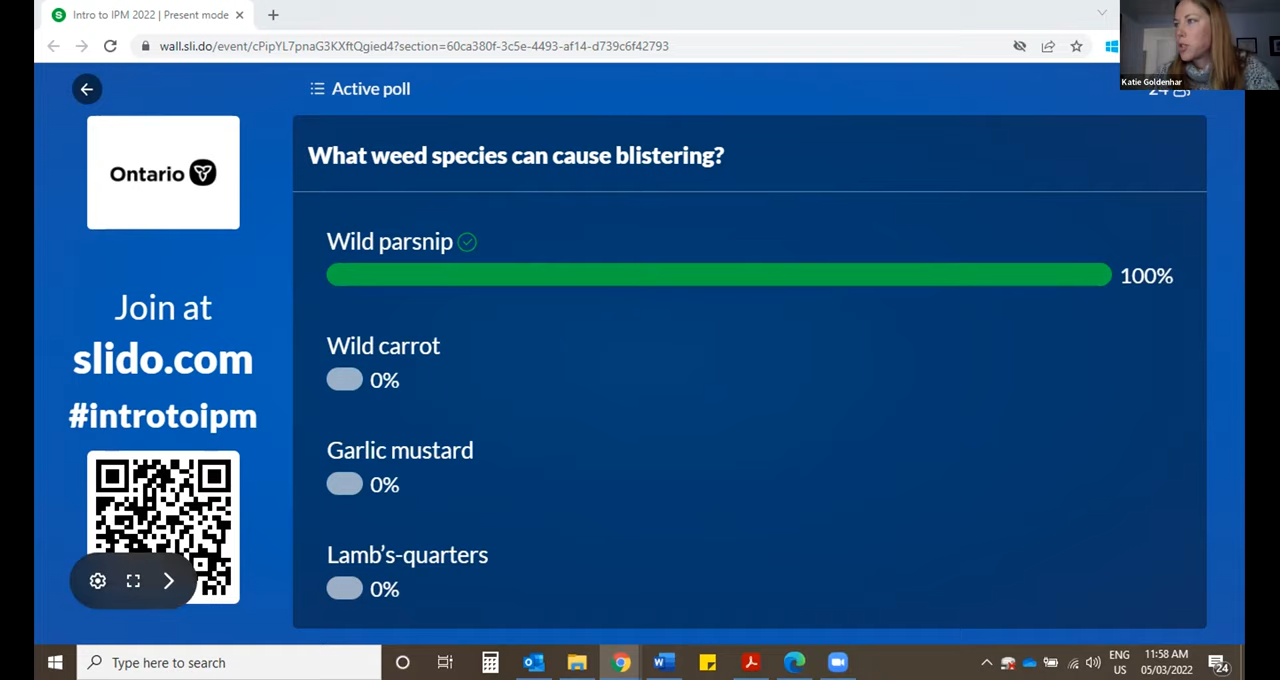 Intro to IPM 2022 | Present mode
wall.sli.do/event/cPipYL7pnaG3KXftQgied4?section=60ca380f-3c5e-4493-af14-d739c6f42793
Katie Goldenhar
Active poll
24
Ontario
Join at
slido.com
#introtoipm
What weed species can cause blistering?
Wild parsnip
100%
Wild carrot
0%
Garlic mustard
0%
Lamb's-quarters
0%
Type here to search
ENG
US
11:58 AM
05/03/2022
24